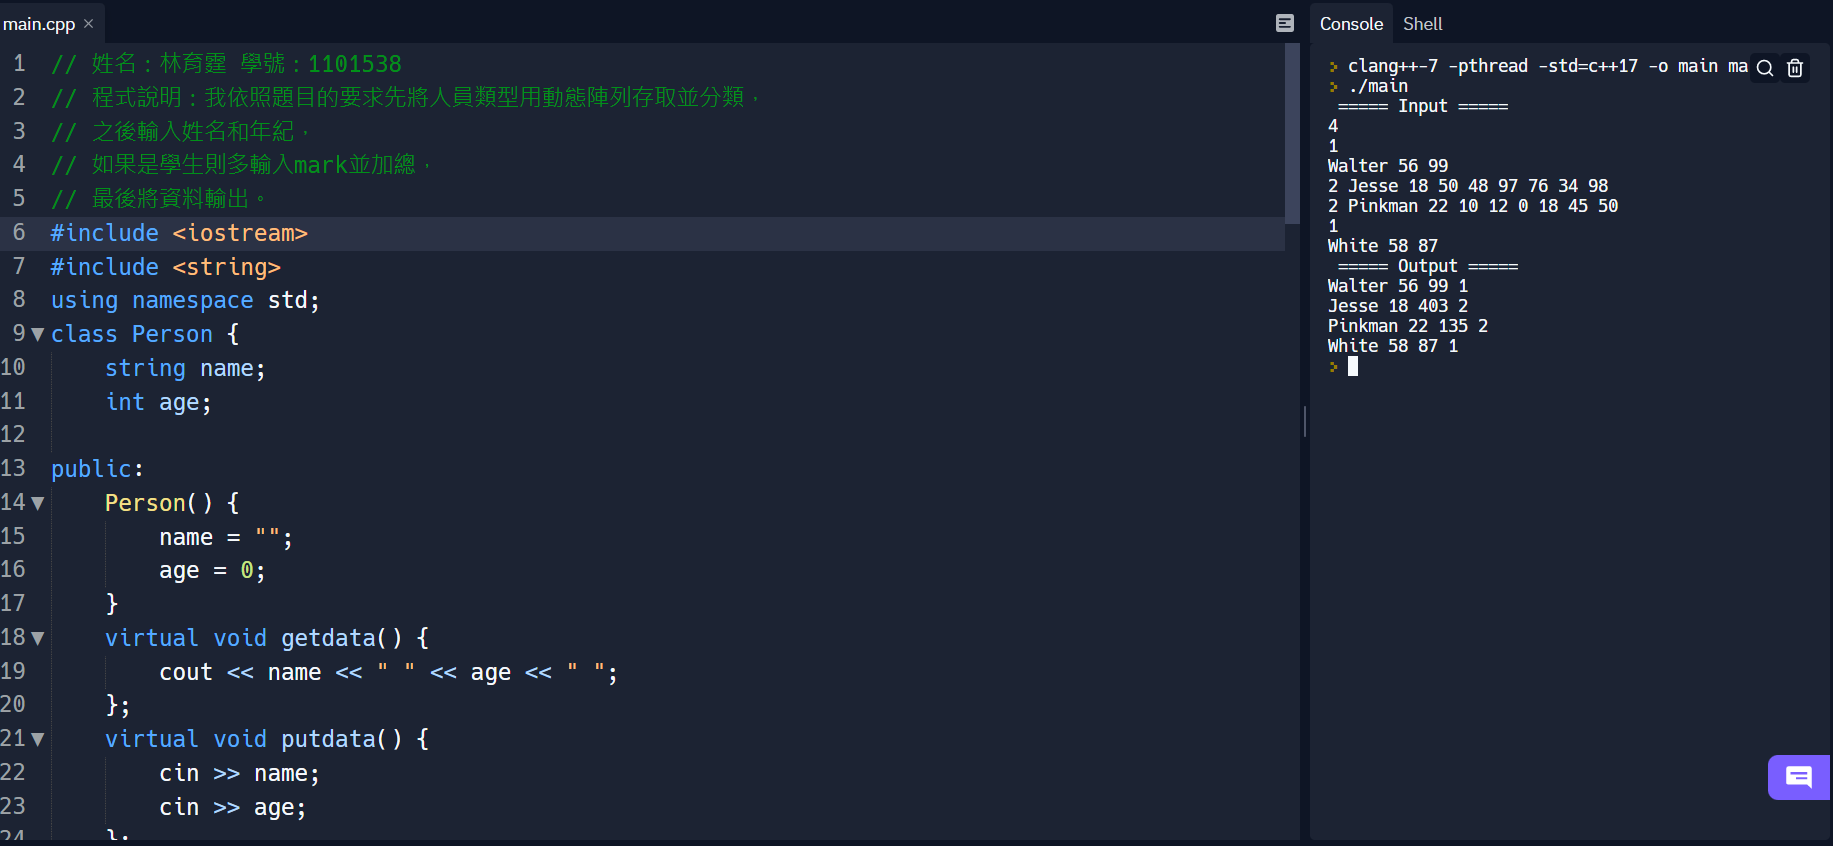 main.cpp ×
1 // 姓名：林育霆 學號：1101538
2 // 程式說明：我依照題目的要求先將人員類型用動態陣列存取並分類，
3 // 之後輸入姓名和年紀，
4 // 如果是學生則多輸入mark並加總，
5 // 最後將資料輸出。
6 #include <iostream>
7 #include <string>
8 using namespace std;
9 class Person {
10 string name;
11 int age;
12
13 public:
14 Person() {
15 name = "";
16 age = 0;
17 }
18 virtual void getdata() {
19 cout << name << " " << age << " ";
20 };
21 virtual void putdata() {
22 cin >> name;
23 cin >> age;
24 };
Console Shell
clang++-7 -pthread -std=c++17 -o main ma
./main
===== Input =====
4
1
Walter 56 99
2 Jesse 18 50 48 97 76 34 98
2 Pinkman 22 10 12 0 18 45 50
1
White 58 87
===== Output =====
Walter 56 99 1
Jesse 18 403 2
Pinkman 22 135 2
White 58 87 1